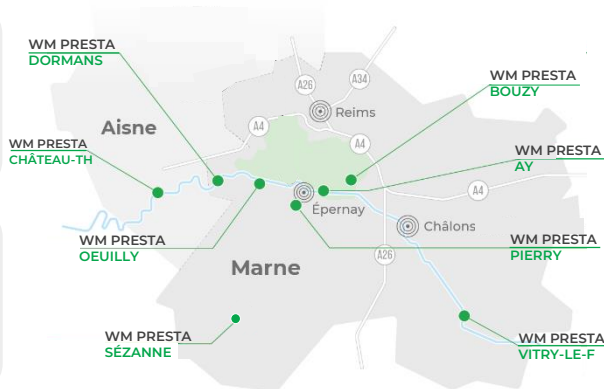 WM PRESTA
DORMANS
A26
A34
WM PRESTA
BOUZY
Reims
Aisne
A4
A4
WM PRESTA
CHÂTEAU-TH
WM PRESTA
AY
A4
Épernay
Châlons
WM PRESTA
OEUILLY
WM PRESTA
PIERRY
Marne
A26
WM PRESTA
SÉZANNE
WM PRESTA
VITRY-LE-F